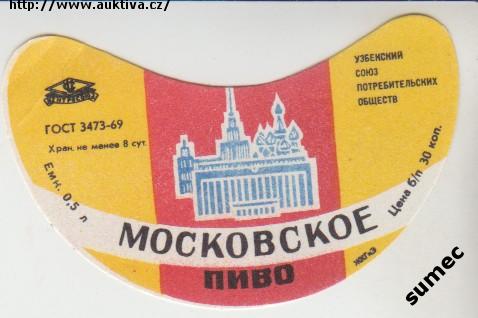 http://www.auktiva.cz/
ЦЕНТРОСОЮЗ
ГОСТ 3473-69
Хран. не менее 8 сут.
Емк. 0,5 л
УЗБЕКСКИЙ
СОЮЗ
ПОТРЕБИТЕЛЬСКИХ
ОБЩЕСТВ
Цена б/п 30 коп.
МОСКОВСКОЕ
ПИВО
sumec